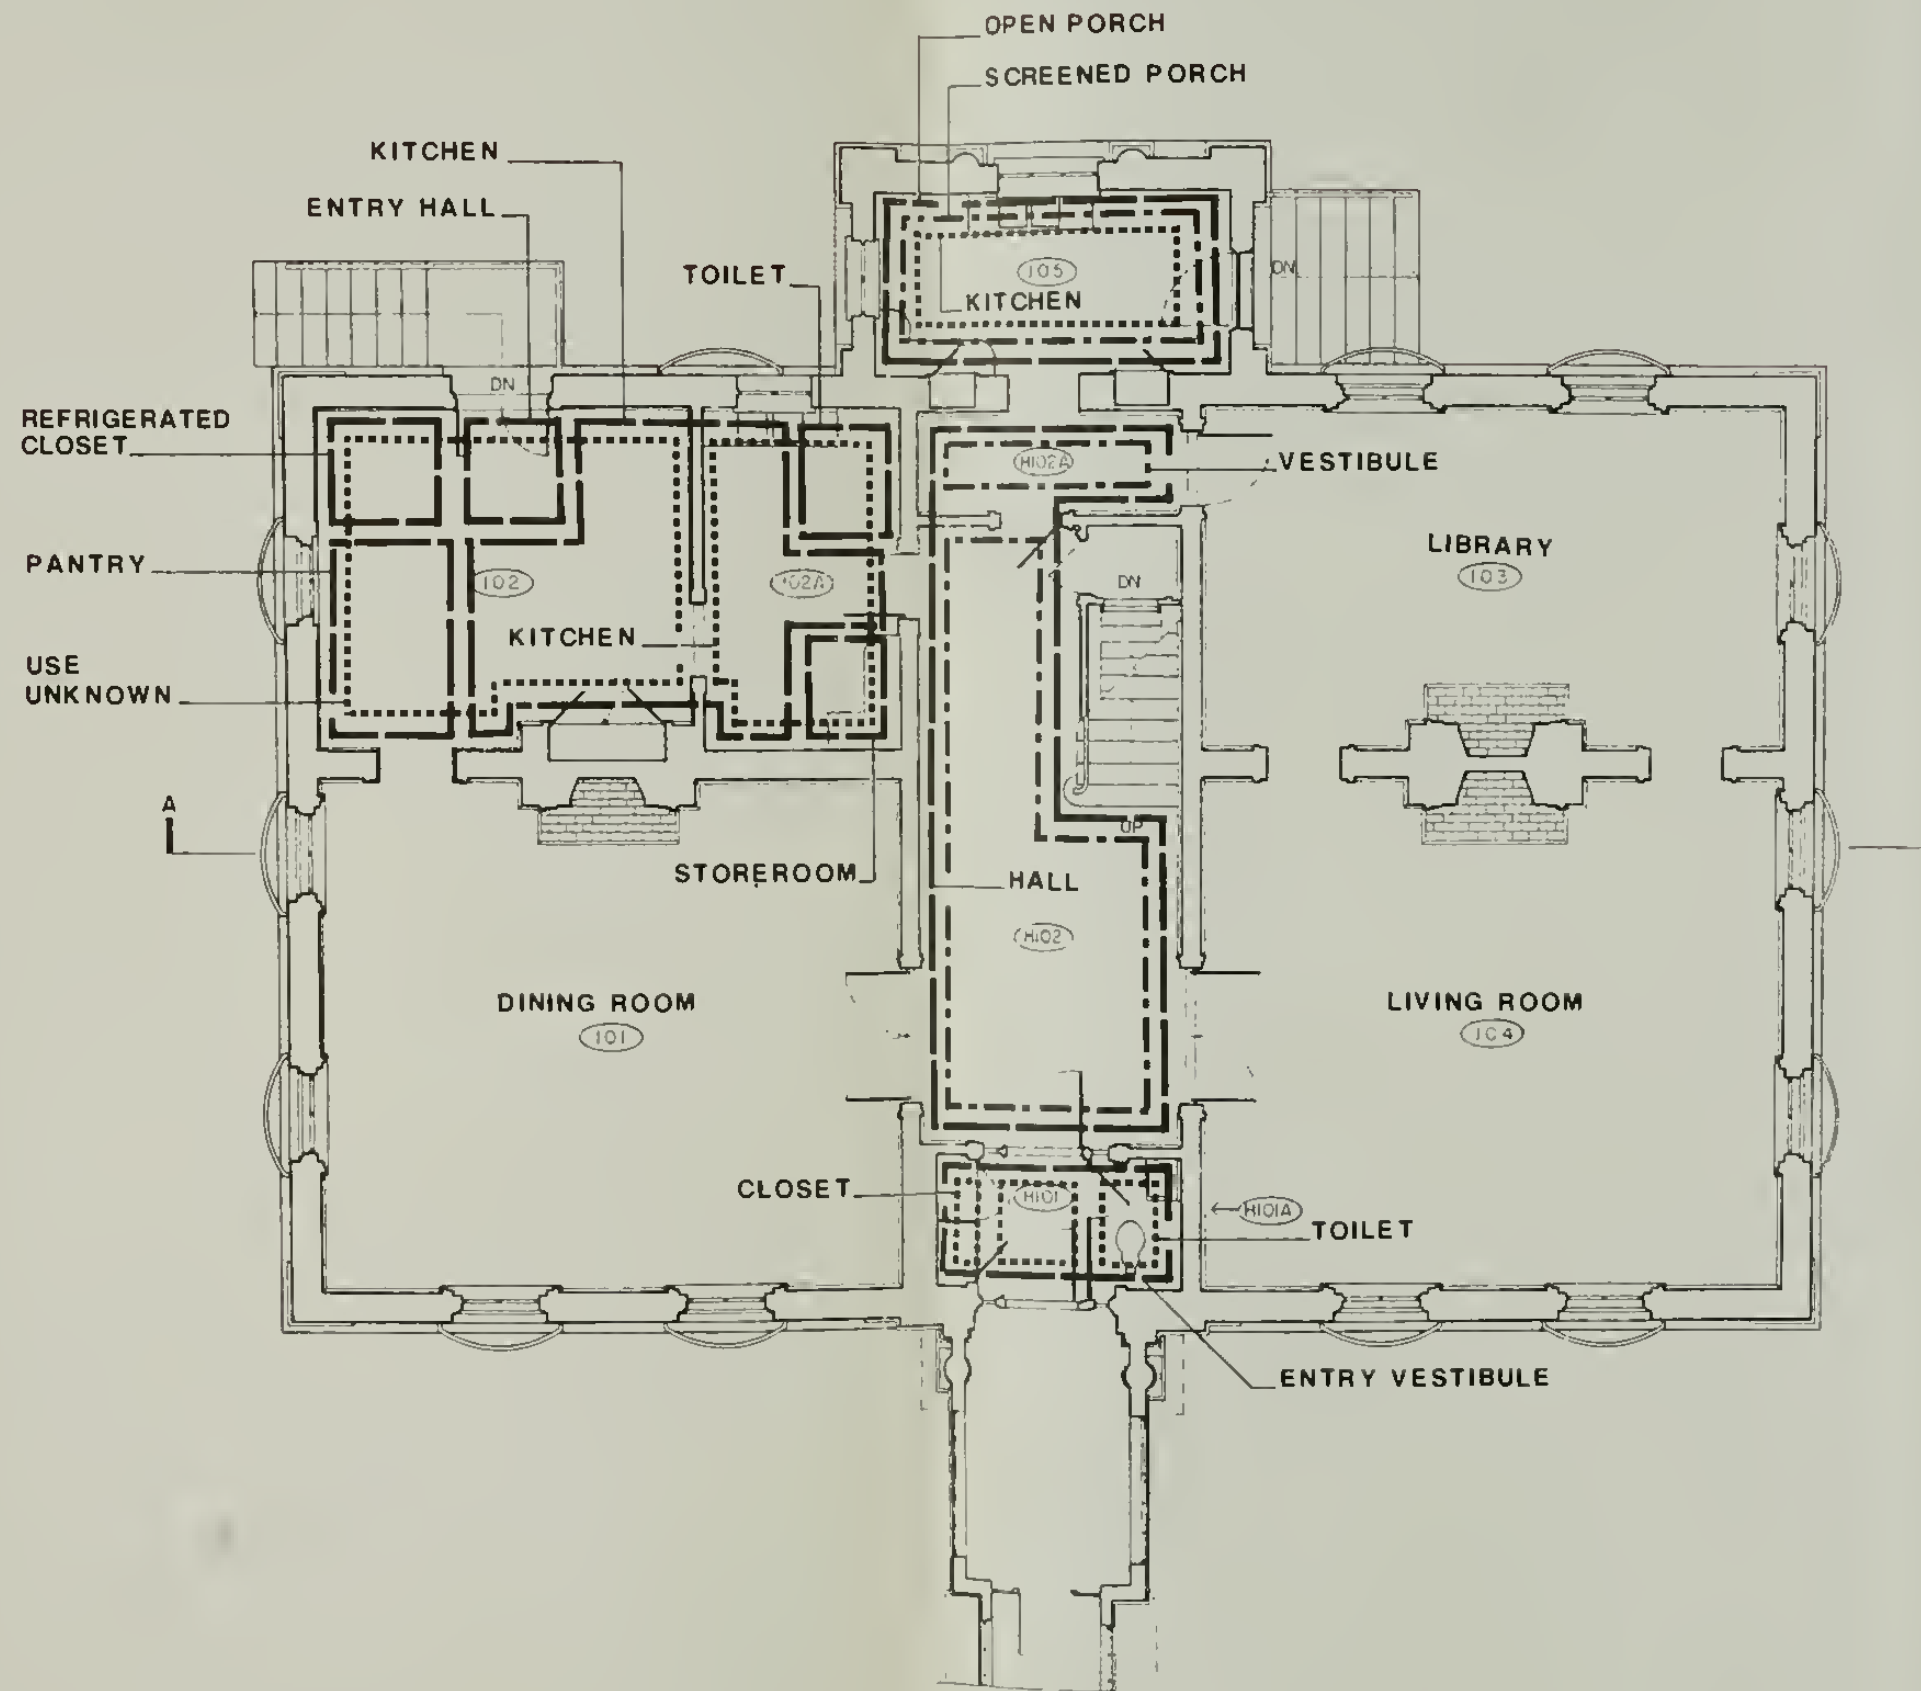 OPEN PORCH
SCREENED PORCH
KITCHEN
ENTRY HALL
TOILET
105
KITCHEN
DN
DN
REFRIGERATED
CLOSET
H102A
VESTIBULE
PANTRY
102
102A
LIBRARY
103
DN
KITCHEN
USE
UNKNOWN
A
UP
STOREROOM
HALL
H102
DINING ROOM
101
LIVING ROOM
104
CLOSET
H101
H101A
TOILET
ENTRY VESTIBULE